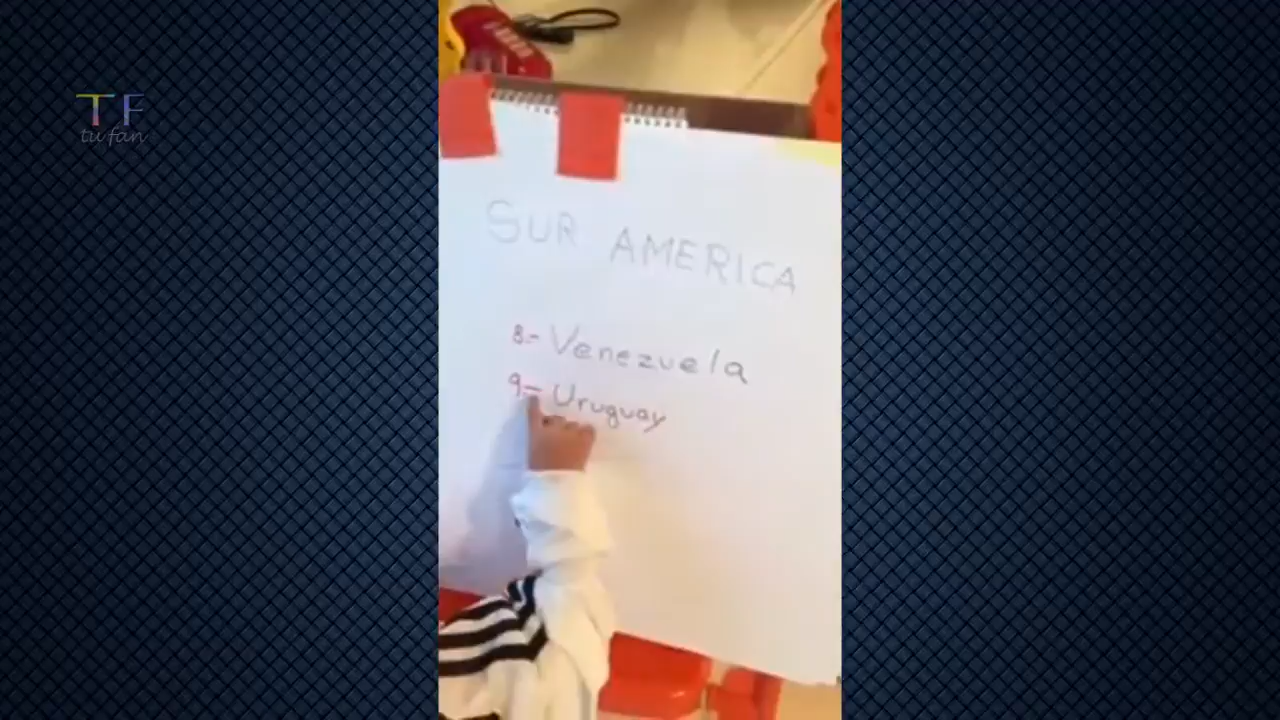 TF
tu fan
SUR AMERICA
8.- Venezuela
9.- Uruguay